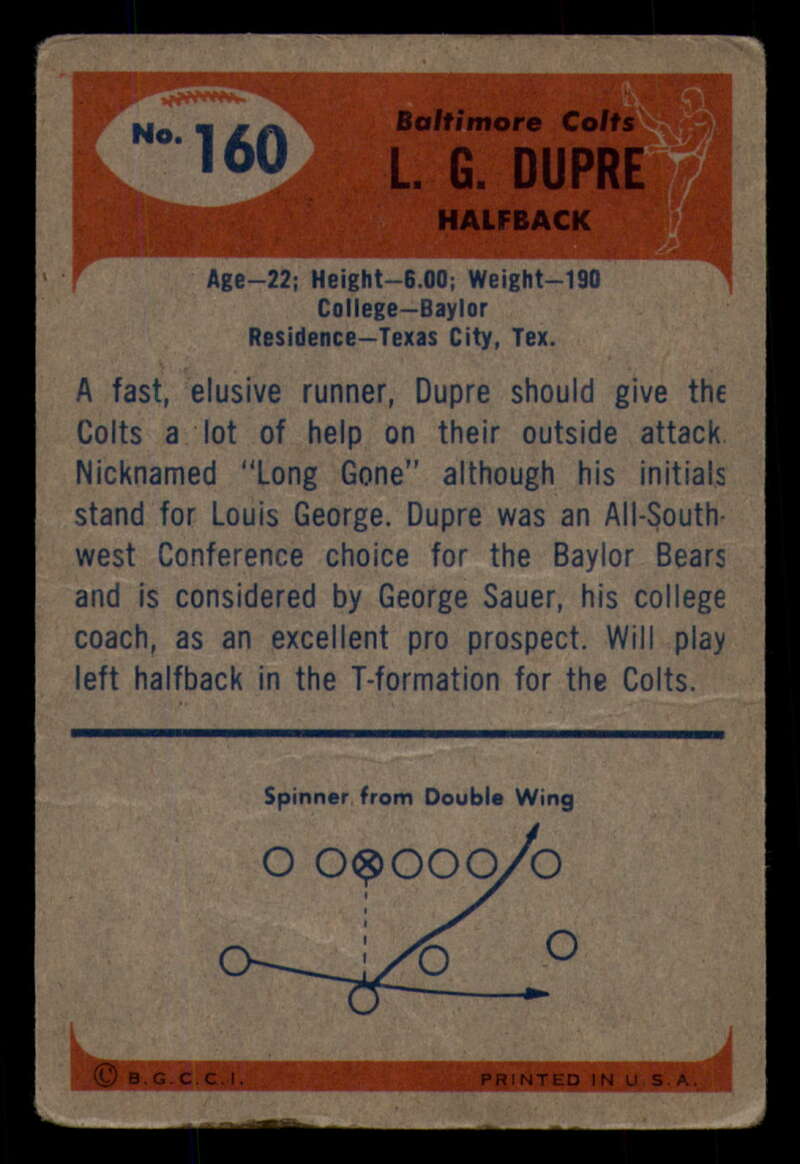 No. 160
Baltimore Colts
L. G. DUPRE
HALFBACK
Age—22; Height—6.00; Weight—190
College—Baylor
Residence—Texas City, Tex.
A fast, elusive runner, Dupre should give the
Colts a lot of help on their outside attack.
Nicknamed "Long Gone" although his initials
stand for Louis George. Dupre was an All-South-
west Conference choice for the Baylor Bears
and is considered by George Sauer, his college
coach, as an excellent pro prospect. Will play
left halfback in the T-formation for the Colts.
Spinner from Double Wing
© B.G.C.C.I. PRINTED IN U.S.A.